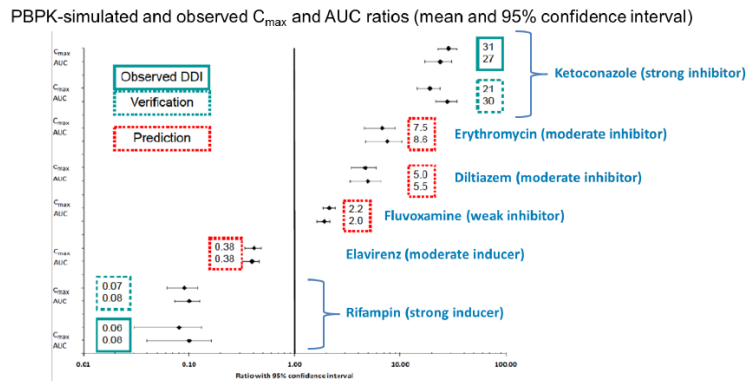 PBPK-simulated and observed Cmax and AUC ratios (mean and 95% confidence interval)
Cmax
AUC
31
27
Ketoconazole (strong inhibitor)
Cmax
AUC
21
30
Observed DDI
Verification
Prediction
Cmax
AUC
7.5
8.6
Erythromycin (moderate inhibitor)
Cmax
AUC
5.0
5.5
Diltiazem (moderate inhibitor)
Cmax
AUC
2.2
2.0
Fluvoxamine (weak inhibitor)
Cmax
AUC
0.38
0.38
Elavirenz (moderate inducer)
Cmax
AUC
0.07
0.08
Rifampin (strong inducer)
Cmax
AUC
0.06
0.08
0.01 0.10 1.00 10.00 100.00
Ratio with 95% confidence interval